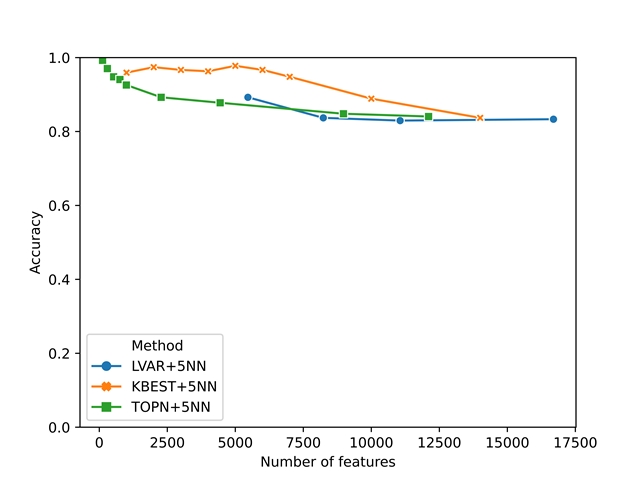 1.0
0.8
0.6
0.4
0.2
0.0
Accuracy
Method
LVAR+5NN
KBEST+5NN
TOPN+5NN
0 2500 5000 7500 10000 12500 15000 17500
Number of features